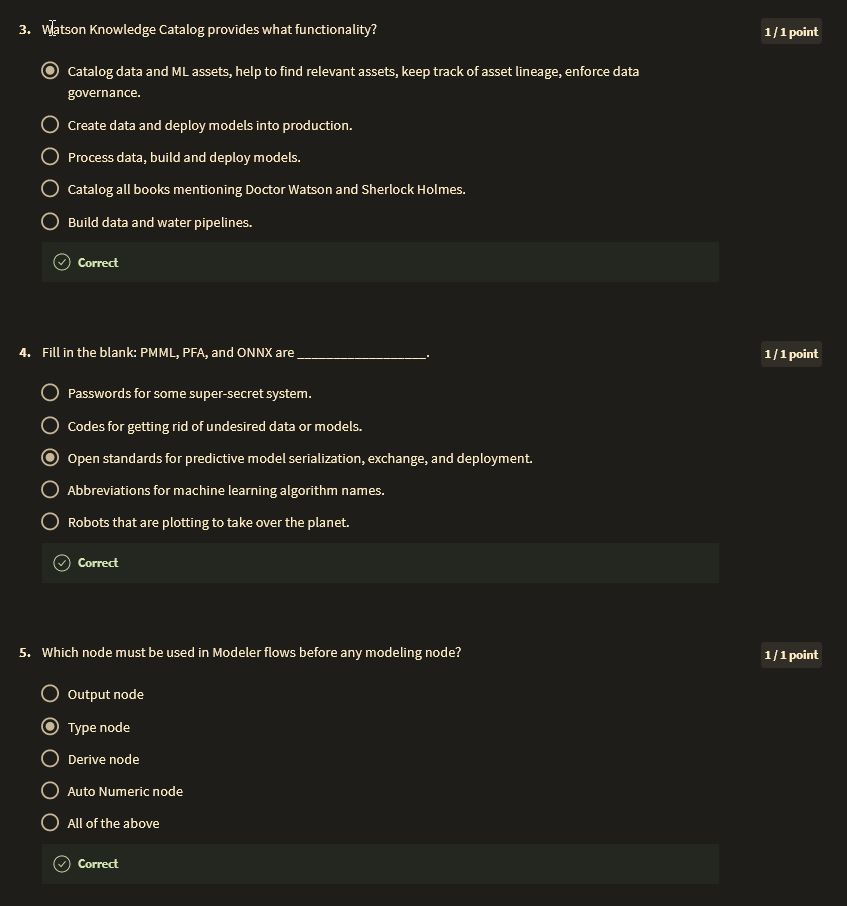 3. Watson Knowledge Catalog provides what functionality?
1 / 1 point
Catalog data and ML assets, help to find relevant assets, keep track of asset lineage, enforce data
governance.
Create data and deploy models into production.
Process data, build and deploy models.
Catalog all books mentioning Doctor Watson and Sherlock Holmes.
Build data and water pipelines.
Correct
4. Fill in the blank: PMML, PFA, and ONNX are __________________.
1 / 1 point
Passwords for some super-secret system.
Codes for getting rid of undesired data or models.
Open standards for predictive model serialization, exchange, and deployment.
Abbreviations for machine learning algorithm names.
Robots that are plotting to take over the planet.
Correct
5. Which node must be used in Modeler flows before any modeling node?
1 / 1 point
Output node
Type node
Derive node
Auto Numeric node
All of the above
Correct